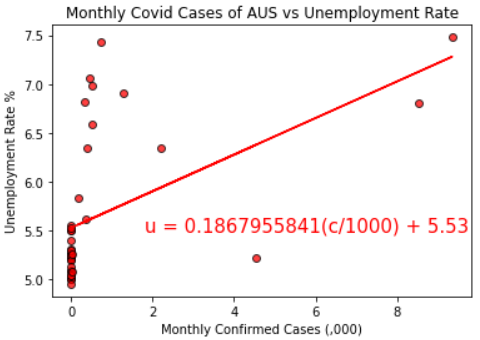 Monthly Covid Cases of AUS vs Unemployment Rate
7.5
7.0
6.5
6.0
5.5
5.0
Unemployment Rate %
u = 0.1867955841(c/1000) + 5.53
0 2 4 6 8
Monthly Confirmed Cases (,000)